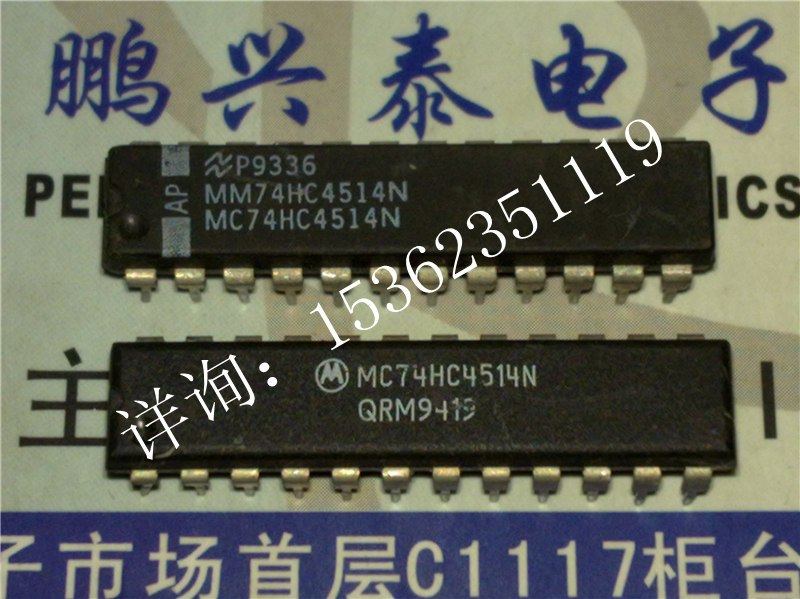 鹏兴泰电子
AP
P9336
MM74HC4514N
MC74HC4514N
PE
ICS
详询：15362351119
MC74HC4514N
QRM9419
主
子市场首层C1117柜台